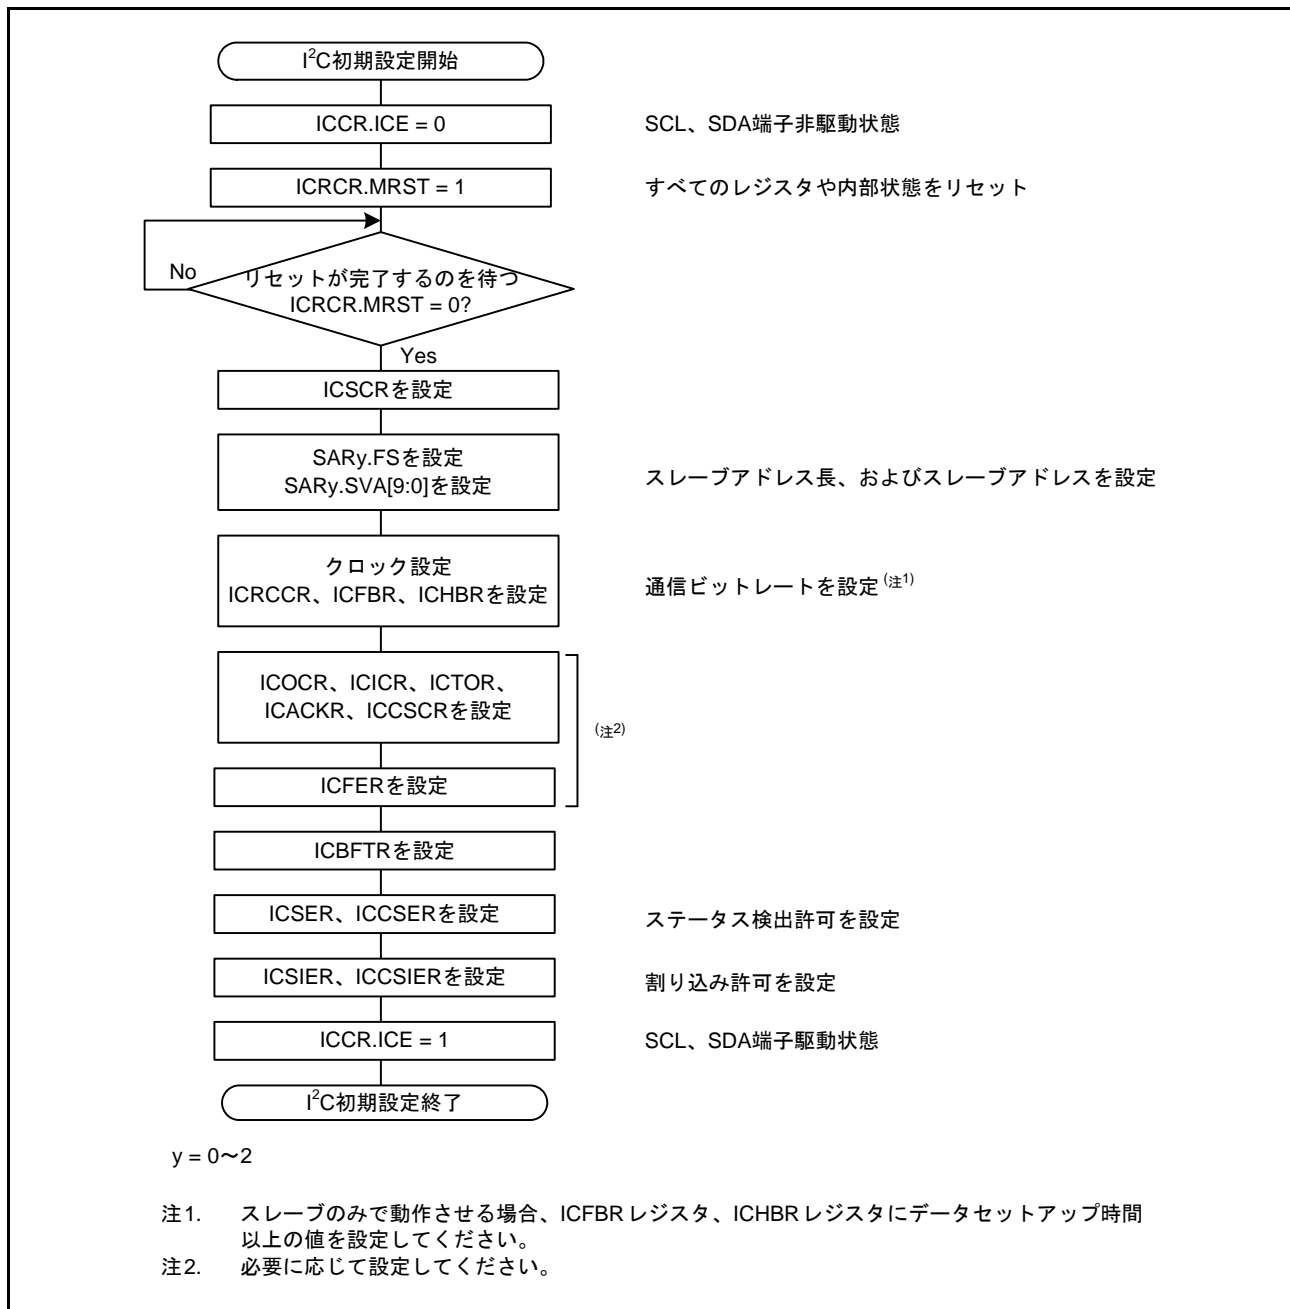 I²C初期設定開始
ICCR.ICE = 0
SCL、SDA端子非駆動状態
ICRCR.MRST = 1
すべてのレジスタや内部状態をリセット
No
リセットが完了するのを待つ
ICRCR.MRST = 0?
Yes
ICSCRを設定
SARy.FSを設定
SARy.SVA[9:0]を設定
スレーブアドレス長、およびスレーブアドレスを設定
クロック設定
ICRCCR、ICFBR、ICHBRを設定
通信ビットレートを設定 (注1)
ICOCR、ICICR、ICTOR、
ICACKR、ICCSCRを設定
(注2)
ICFERを設定
ICBFTRを設定
ICSER、ICCSERを設定
ステータス検出許可を設定
ICSIER、ICCSIERを設定
割り込み許可を設定
ICCR.ICE = 1
SCL、SDA端子駆動状態
I²C初期設定終了
y = 0〜2
注1. スレーブのみで動作させる場合、ICFBRレジスタ、ICHBRレジスタにデータセットアップ時間
以上の値を設定してください。
注2. 必要に応じて設定してください。